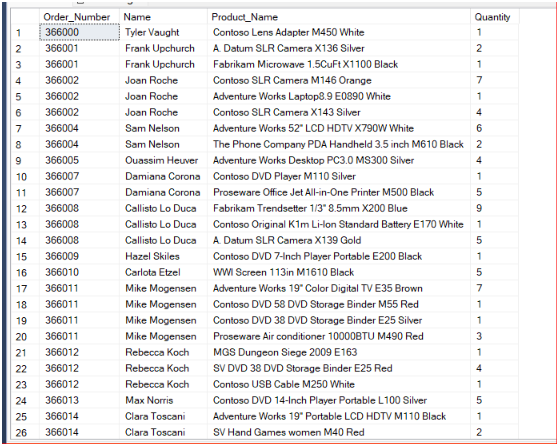 Order_Number Name Product_Name Quantity
1 366000 Tyler Vaught Contoso Lens Adapter M450 White 1
2 366001 Frank Upchurch A. Datum SLR Camera X136 Silver 2
3 366001 Frank Upchurch Fabrikam Microwave 1.5CuFt X1100 Black 1
4 366002 Joan Roche Contoso SLR Camera M146 Orange 7
5 366002 Joan Roche Adventure Works Laptop8.9 E0890 White 1
6 366002 Joan Roche Contoso SLR Camera X143 Silver 4
7 366004 Sam Nelson Adventure Works 52" LCD HDTV X790W White 6
8 366004 Sam Nelson The Phone Company PDA Handheld 3.5 inch M610 Black 2
9 366005 Ouassim Heuver Adventure Works Desktop PC3.0 MS300 Silver 4
10 366007 Damiana Corona Contoso DVD Player M110 Silver 1
11 366007 Damiana Corona Proseware Office Jet All-in-One Printer M500 Black 5
12 366008 Callisto Lo Duca Fabrikam Trendsetter 1/3" 8.5mm X200 Blue 9
13 366008 Callisto Lo Duca Contoso Original K1m Li-Ion Standard Battery E170 White 1
14 366008 Callisto Lo Duca A. Datum SLR Camera X139 Gold 5
15 366009 Hazel Skiles Contoso DVD 7-Inch Player Portable E200 Black 1
16 366010 Carlota Etzel WWI Screen 113in M1610 Black 5
17 366011 Mike Mogensen Adventure Works 19" Color Digital TV E35 Brown 7
18 366011 Mike Mogensen Contoso DVD 58 DVD Storage Binder M55 Red 1
19 366011 Mike Mogensen Contoso DVD 38 DVD Storage Binder E25 Silver 1
20 366011 Mike Mogensen Proseware Air conditioner 10000BTU M490 Red 3
21 366012 Rebecca Koch MGS Dungeon Siege 2009 E163 1
22 366012 Rebecca Koch SV DVD 38 DVD Storage Binder E25 Red 4
23 366012 Rebecca Koch Contoso USB Cable M250 White 1
24 366013 Max Norris Contoso DVD 14-Inch Player Portable L100 Silver 5
25 366014 Clara Toscani Adventure Works 19" Portable LCD HDTV M110 Black 1
26 366014 Clara Toscani SV Hand Games women M40 Red 2